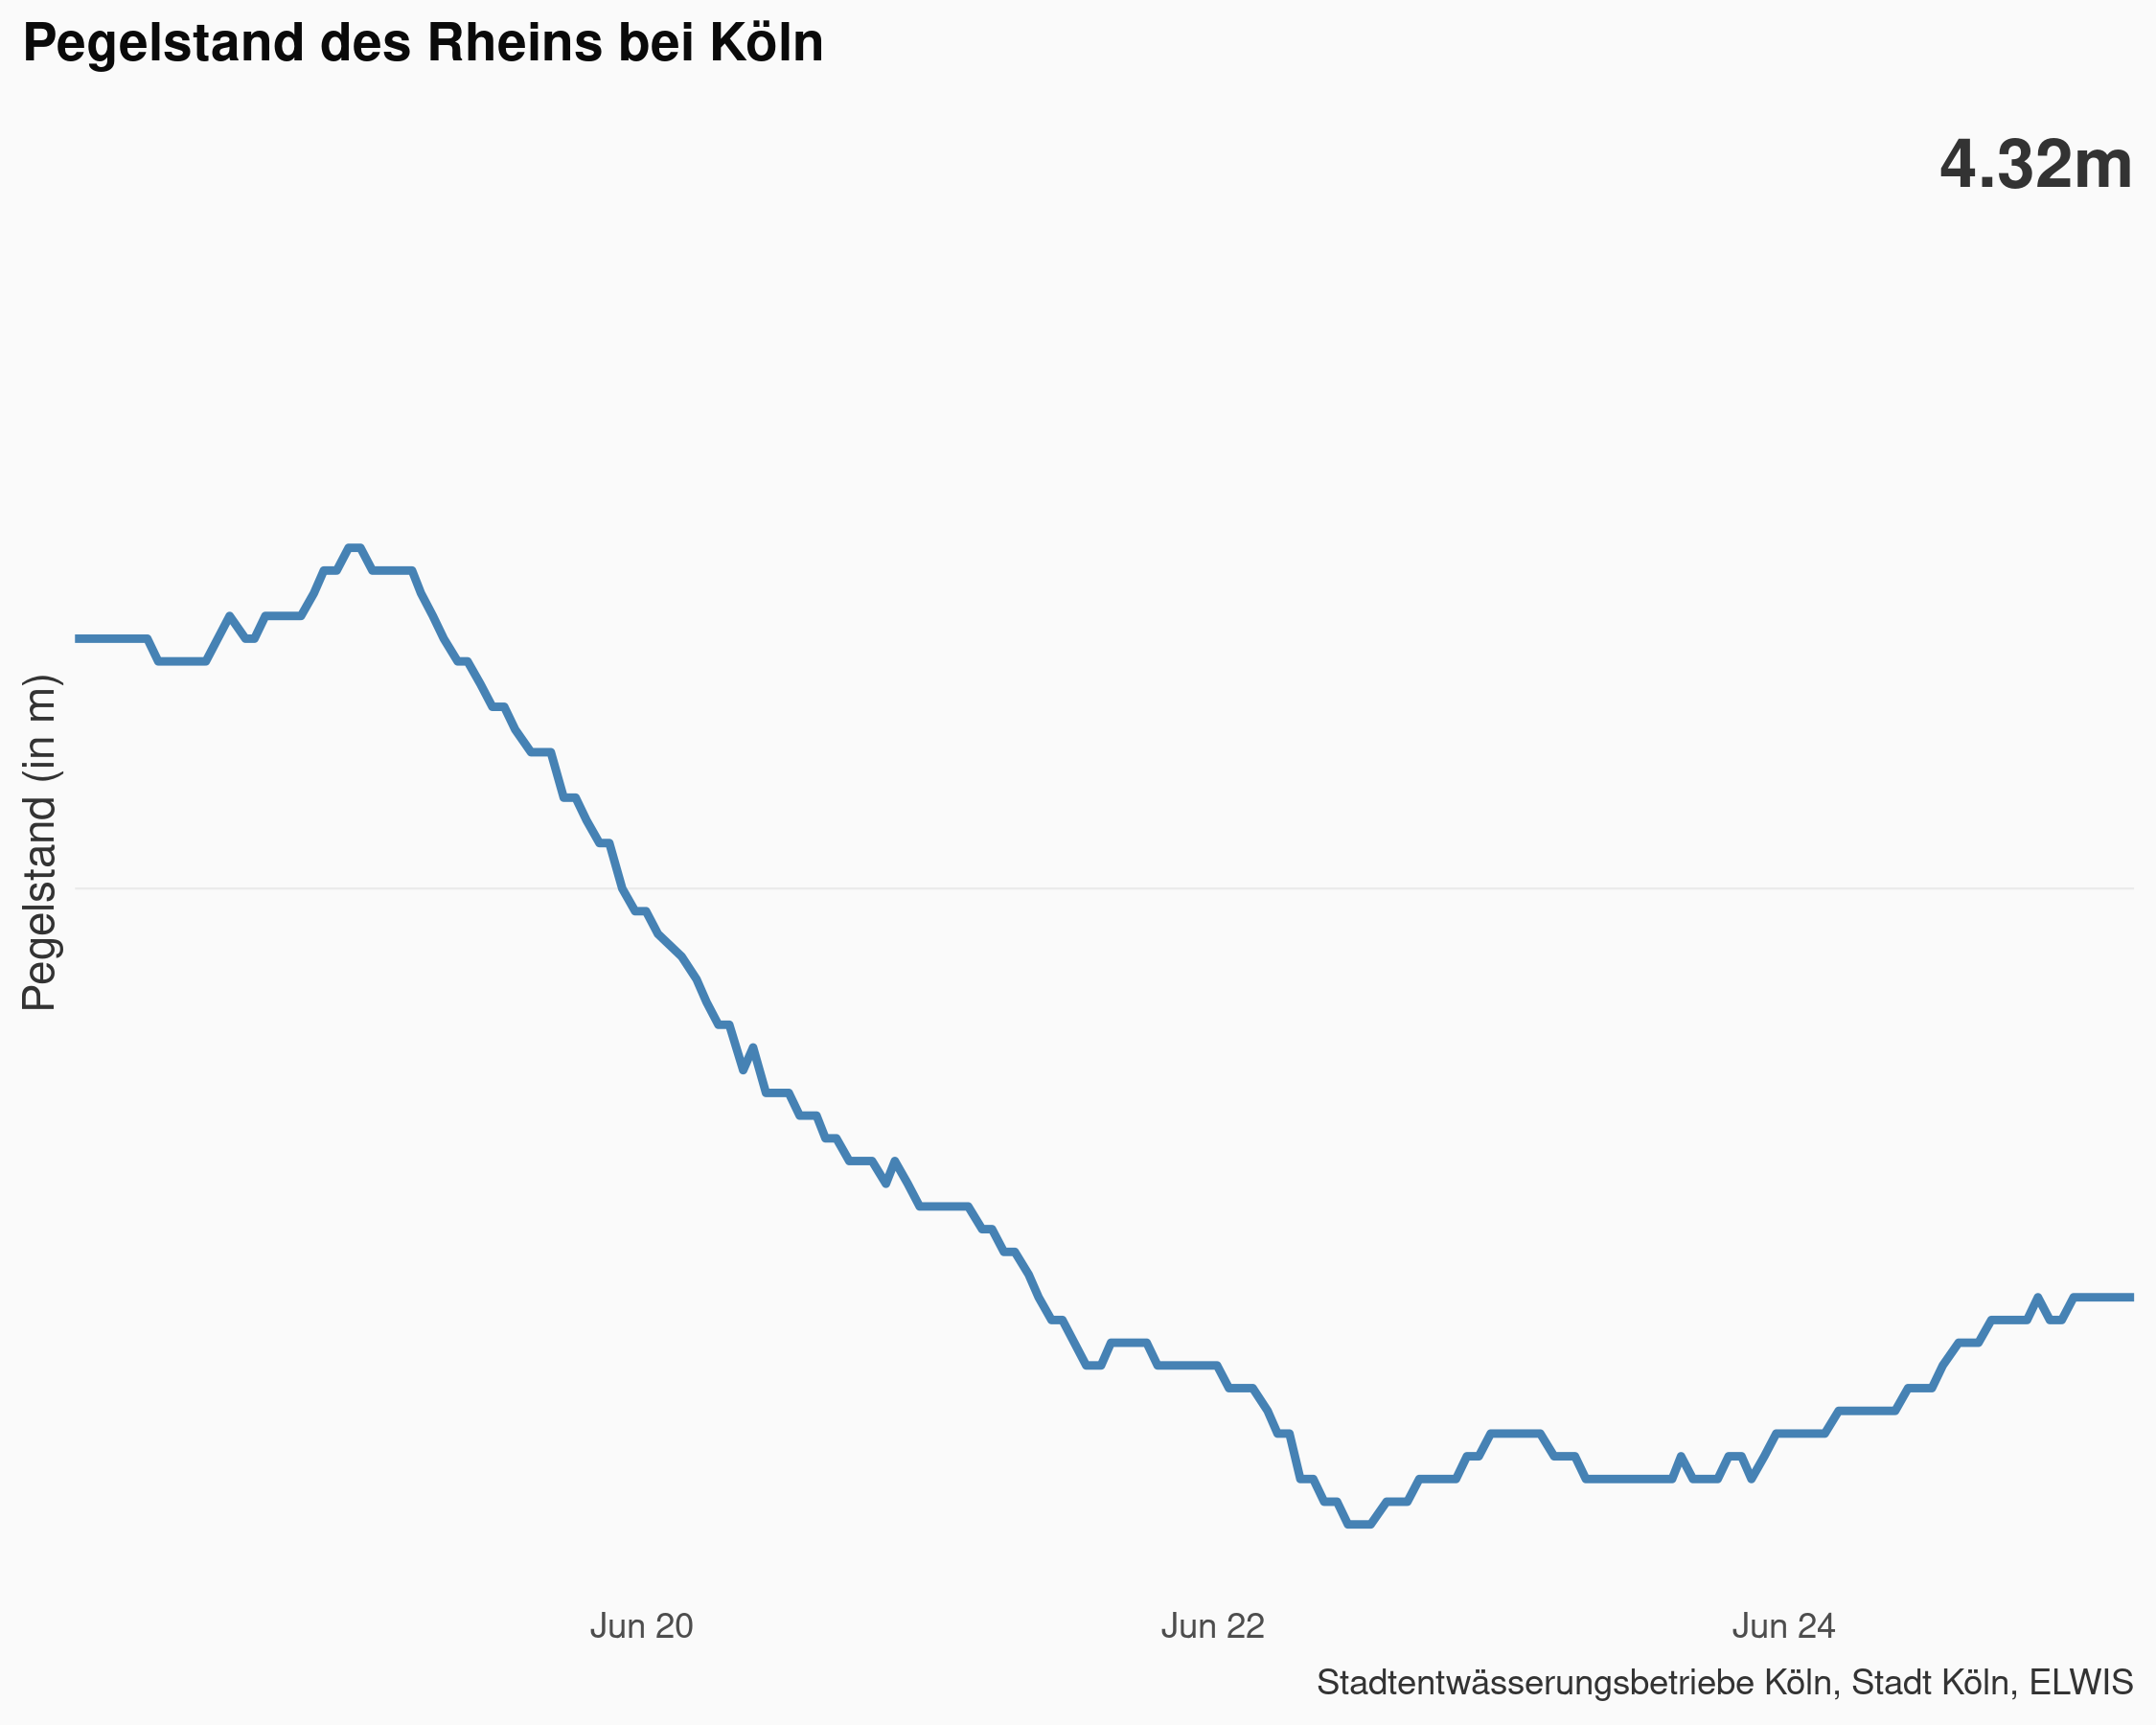 Pegelstand des Rheins bei Köln
4.32m
Pegelstand (in m)
Jun 20
Jun 22
Jun 24
Stadtentwässerungsbetriebe Köln, Stadt Köln, ELWIS